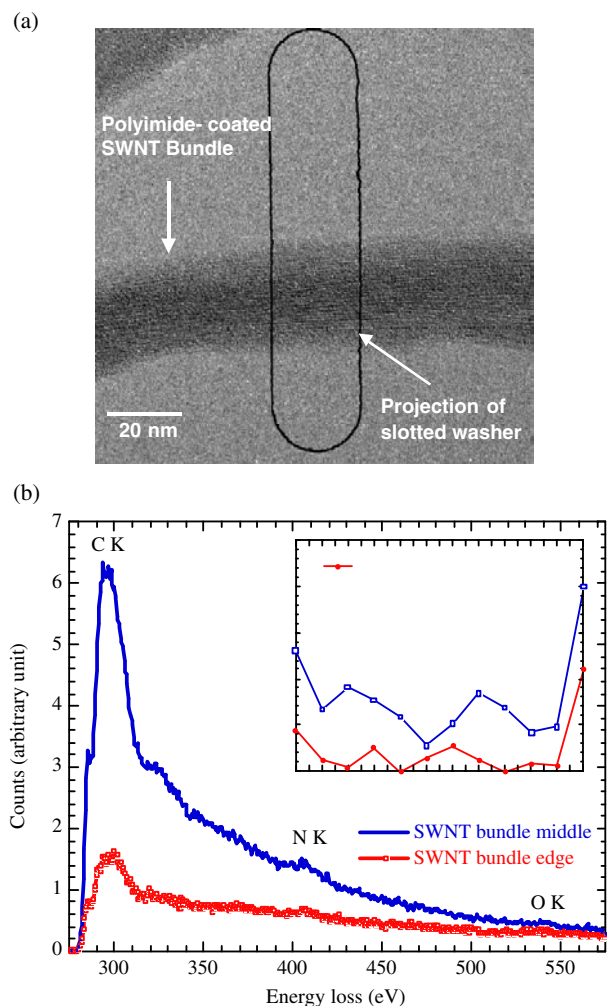 (a)
Polyimide- coated
SWNT Bundle
Projection of
slotted washer
20 nm
(b)
7
6
5
4
3
2
1
0
Counts (arbitrary unit)
C K
N K
O K
SWNT bundle middle
SWNT bundle edge
300
350
400
450
500
550
Energy loss (eV)